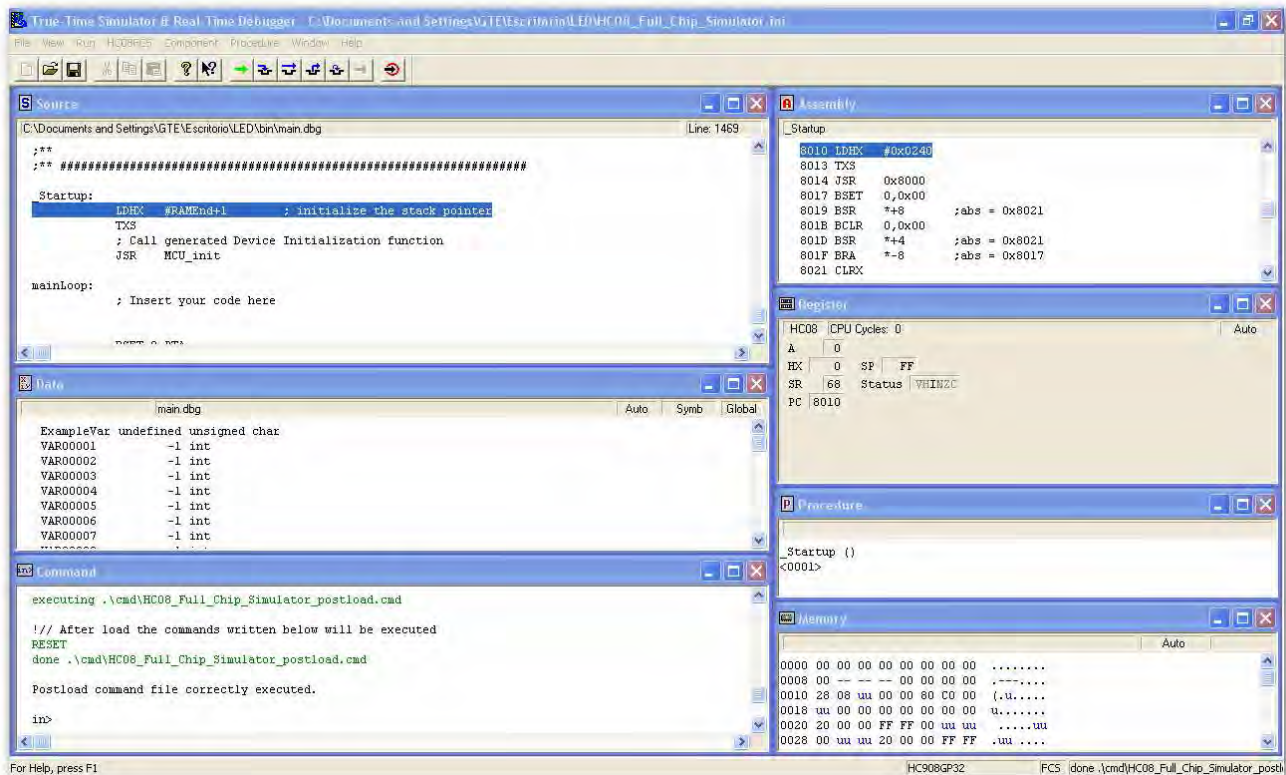 True-Time Simulator & Real-Time Debugger C:\Documents and Settings\GTE\Escritorio\LED\HC08_Full_Chip_Simulator.ini
File View Run HC08FCS Component Procedure Window Help
Source
C:\Documents and Settings\GTE\Escritorio\LED\bin\main.dbg Line: 1469
;**
;** ####################################################################
_Startup:
LDHX #RAMEnd+1 ; initialize the stack pointer
TXS
; Call generated Device Initialization function
JSR MCU_init
mainLoop:
; Insert your code here
Data
main.dbg Auto Symb Global
ExampleVar undefined unsigned char
VAR00001 -1 int
VAR00002 -1 int
VAR00003 -1 int
VAR00004 -1 int
VAR00005 -1 int
VAR00006 -1 int
VAR00007 -1 int
Command
executing .\cmd\HC08_Full_Chip_Simulator_postload.cmd
!// After load the commands written below will be executed
RESET
done .\cmd\HC08_Full_Chip_Simulator_postload.cmd
Postload command file correctly executed.
in>
Assembly
_Startup
8010 LDHX #0x0240
8013 TXS
8014 JSR 0x8000
8017 BSET 0,0x00
8019 BSR *+8 ;abs = 0x8021
801B BCLR 0,0x00
801D BSR *+4 ;abs = 0x8021
801F BRA *-8 ;abs = 0x8017
8021 CLRX
Register
HC08 CPU Cycles: 0 Auto
A 0
HX 0 SP FF
SR 68 Status VHINZC
PC 8010
Procedure
_Startup ()
<0001>
Memory
Auto
0000 00 00 00 00 00 00 00 00 ........
0008 00 -- -- -- 00 00 00 00 .---....
0010 28 08 uu 00 00 80 C0 00 (.u.....
0018 uu 00 00 00 00 00 00 00 u.......
0020 20 00 00 FF FF 00 uu uu .....uu
0028 00 uu uu 20 00 00 FF FF .uu ....
For Help, press F1 HC908GP32 FCS done .\cmd\HC08_Full_Chip_Simulator_postl